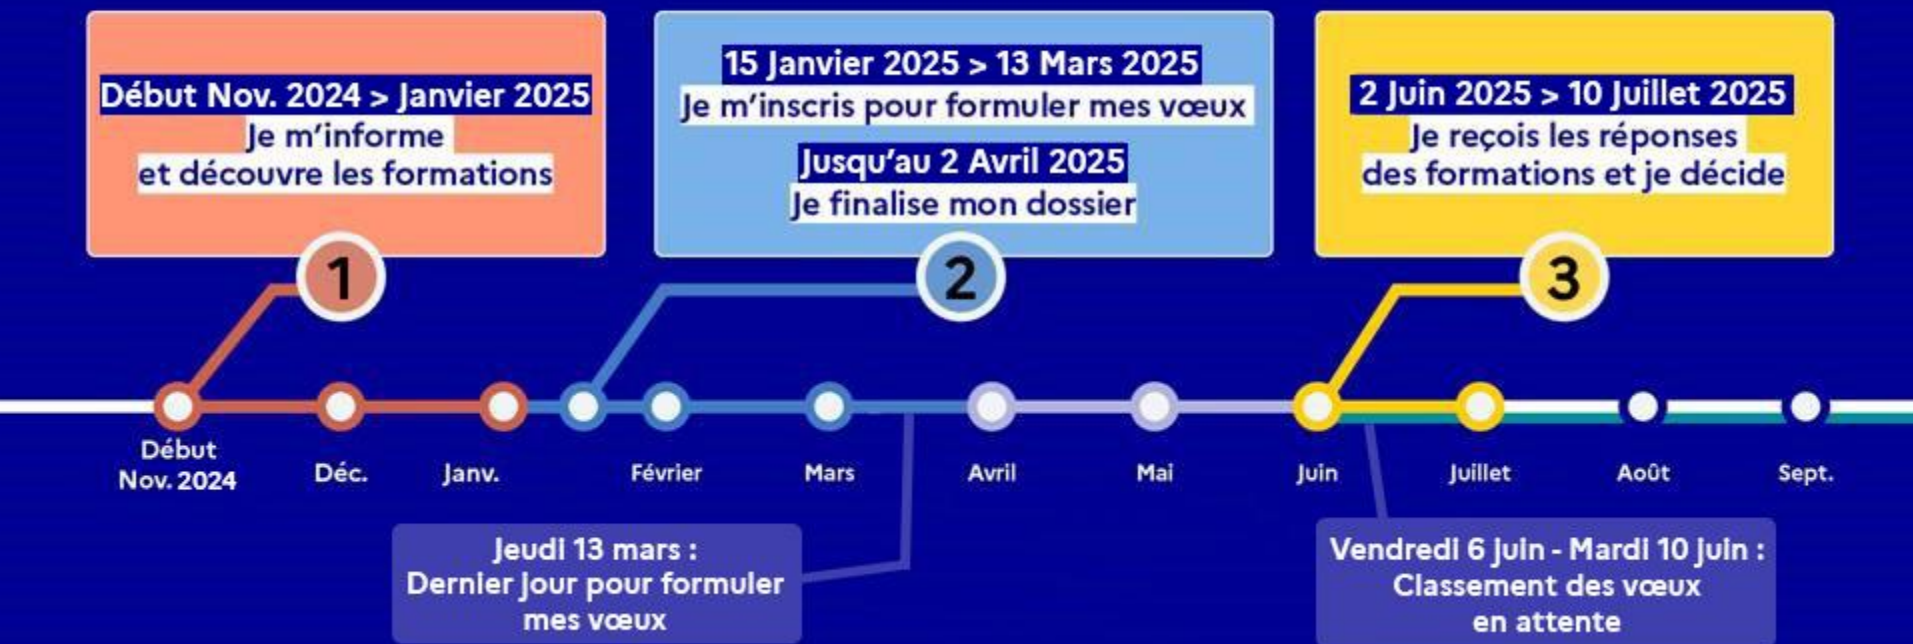 Début Nov. 2024 > Janvier 2025
Je m'informe
et découvre les formations
1
15 Janvier 2025 > 13 Mars 2025
Je m'inscris pour formuler mes vœux
Jusqu'au 2 Avril 2025
Je finalise mon dossier
2
2 Juin 2025 > 10 Juillet 2025
Je reçois les réponses
des formations et je décide
3
Début
Nov. 2024
Déc.
Janv.
Février
Mars
Avril
Mai
Juin
Juillet
Août
Sept.
Jeudi 13 mars :
Dernier jour pour formuler
mes vœux
Vendredi 6 juin - Mardi 10 juin :
Classement des vœux
en attente